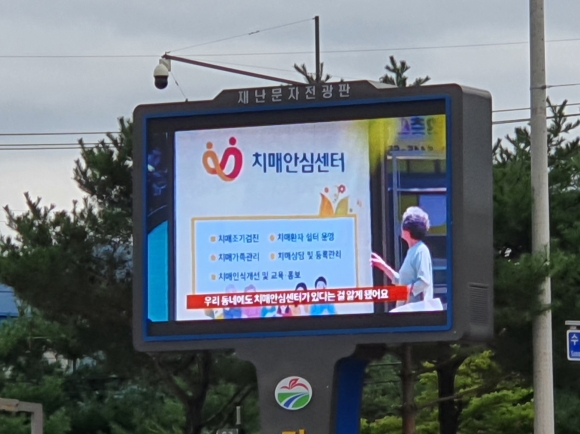 재난문자전광판
치매안심센터
치매조기검진 치매환자 쉼터 운영
치매가족관리 치매상담 및 등록관리
치매인식개선 및 교육·홍보
우리 동네에도 치매안심센터가 있다는 걸 알게 됐어요